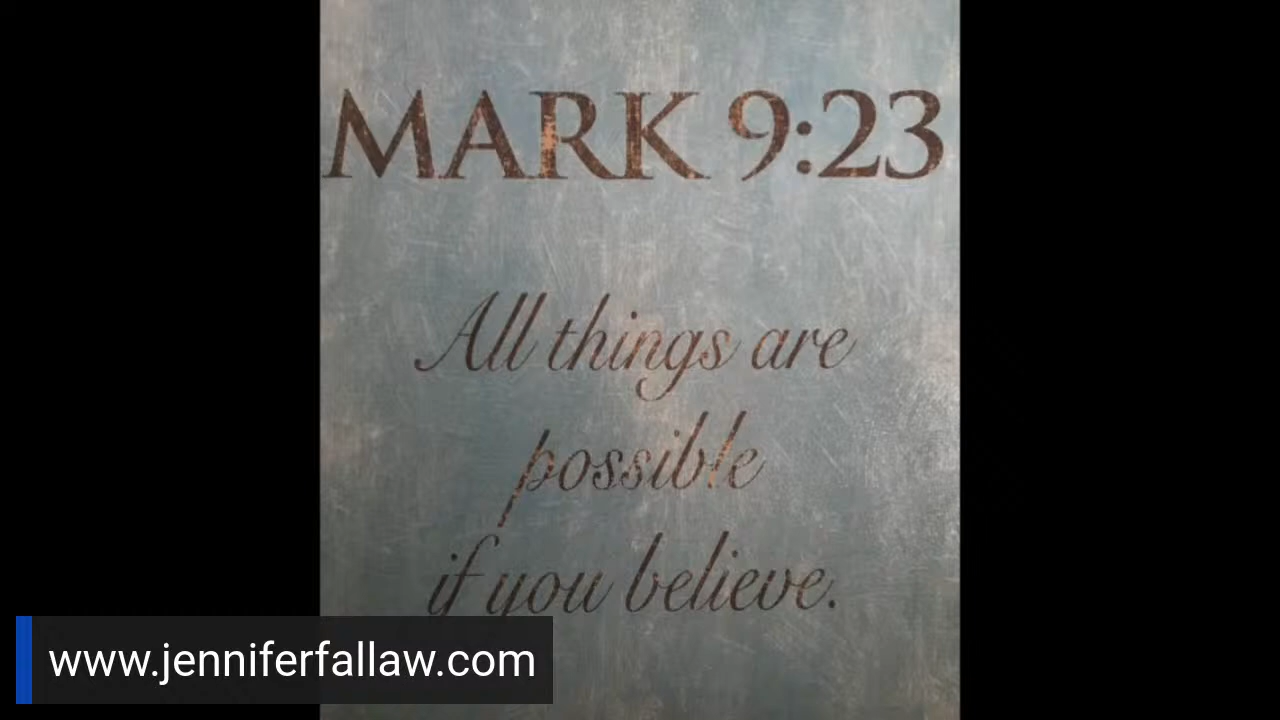 MARK 9:23
All things are
possible
if you believe.
www.jenniferfallaw.com